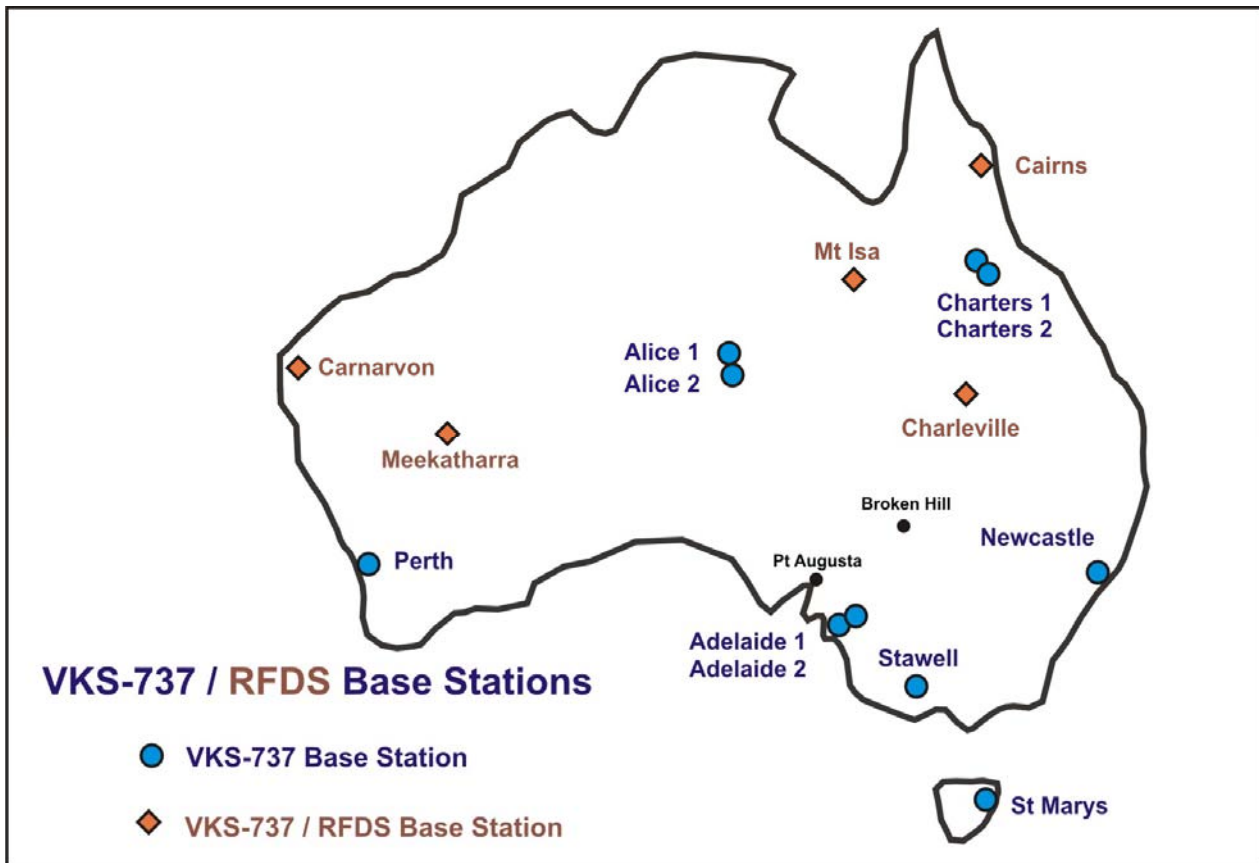 Cairns
Mt Isa
Charters 1
Charters 2
Alice 1
Alice 2
Carnarvon
Charleville
Meekatharra
Broken Hill
Newcastle
Perth
Pt Augusta
Adelaide 1
Adelaide 2
Stawell
VKS-737 / RFDS Base Stations
VKS-737 Base Station
St Marys
VKS-737 / RFDS Base Station